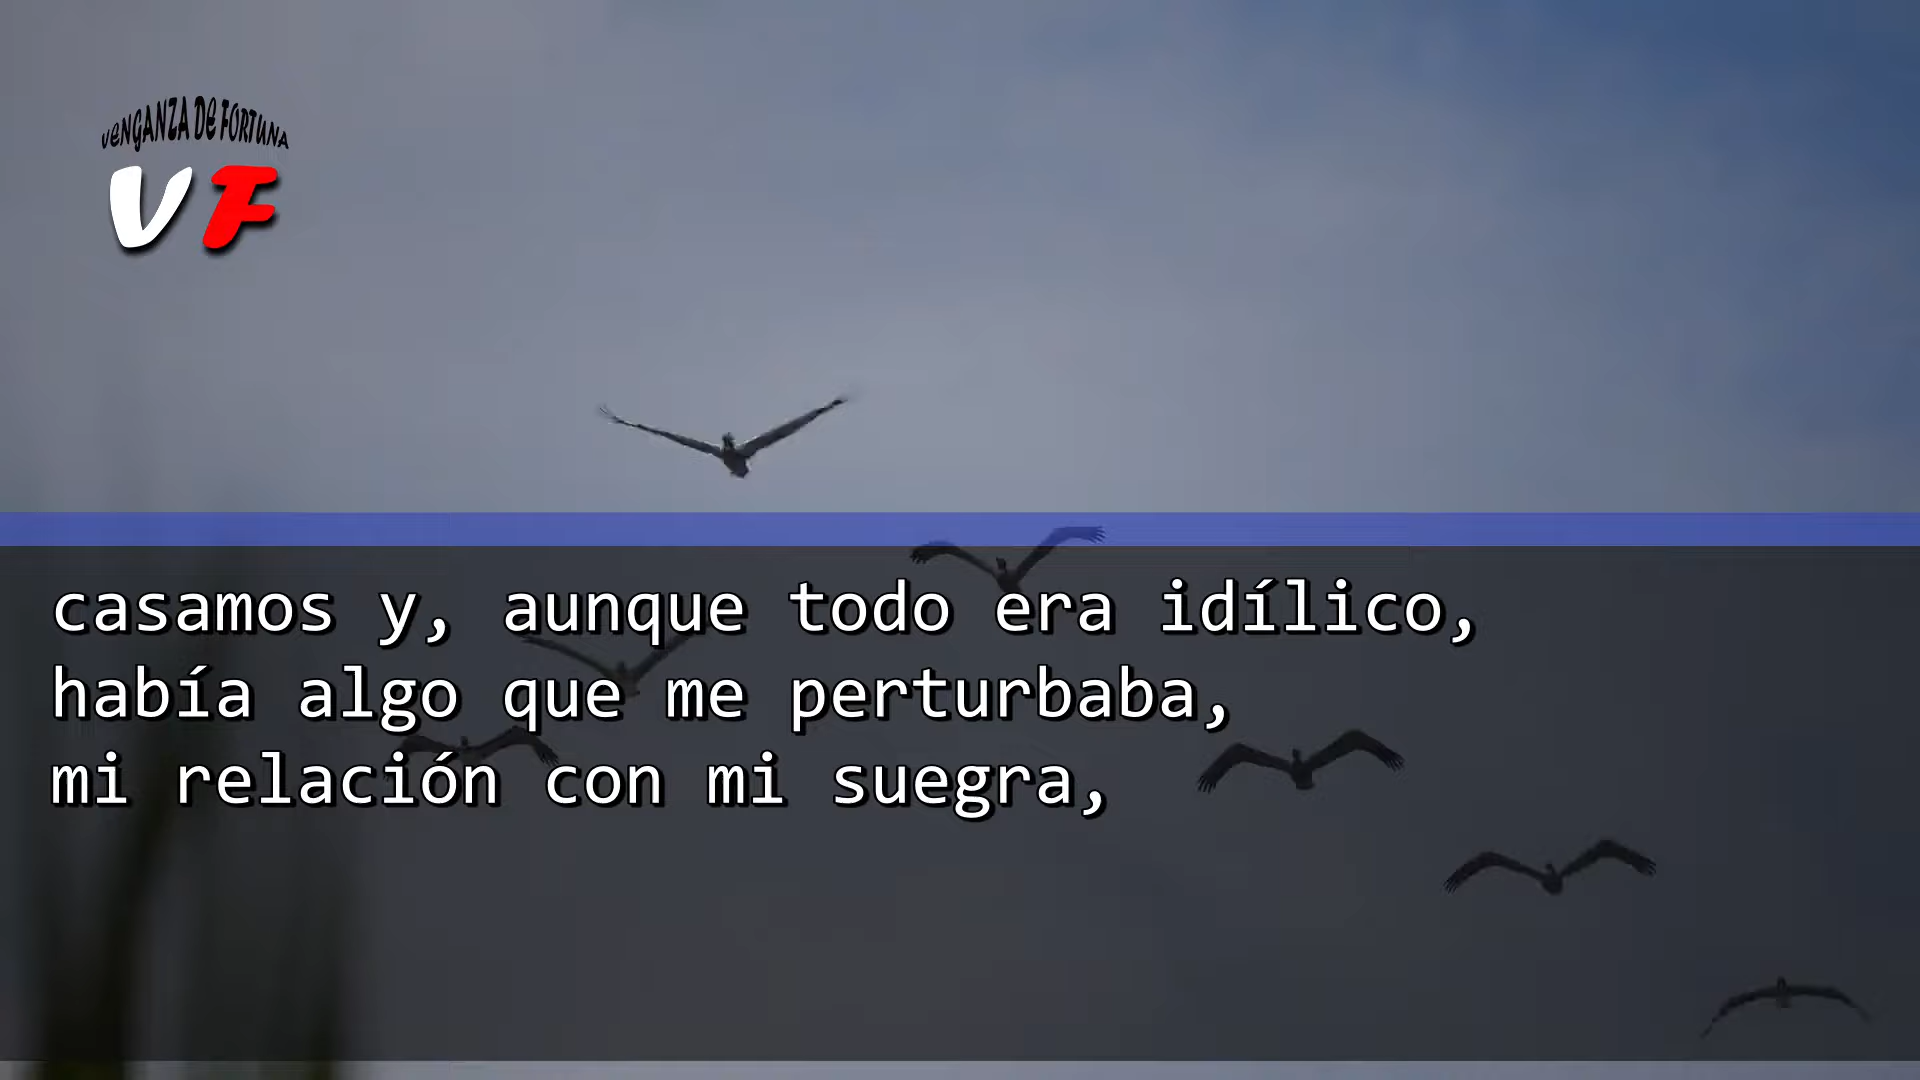 VENGANZA DE FORTUNA
VF
casamos y, aunque todo era idílico,
había algo que me perturbaba,
mi relación con mi suegra,